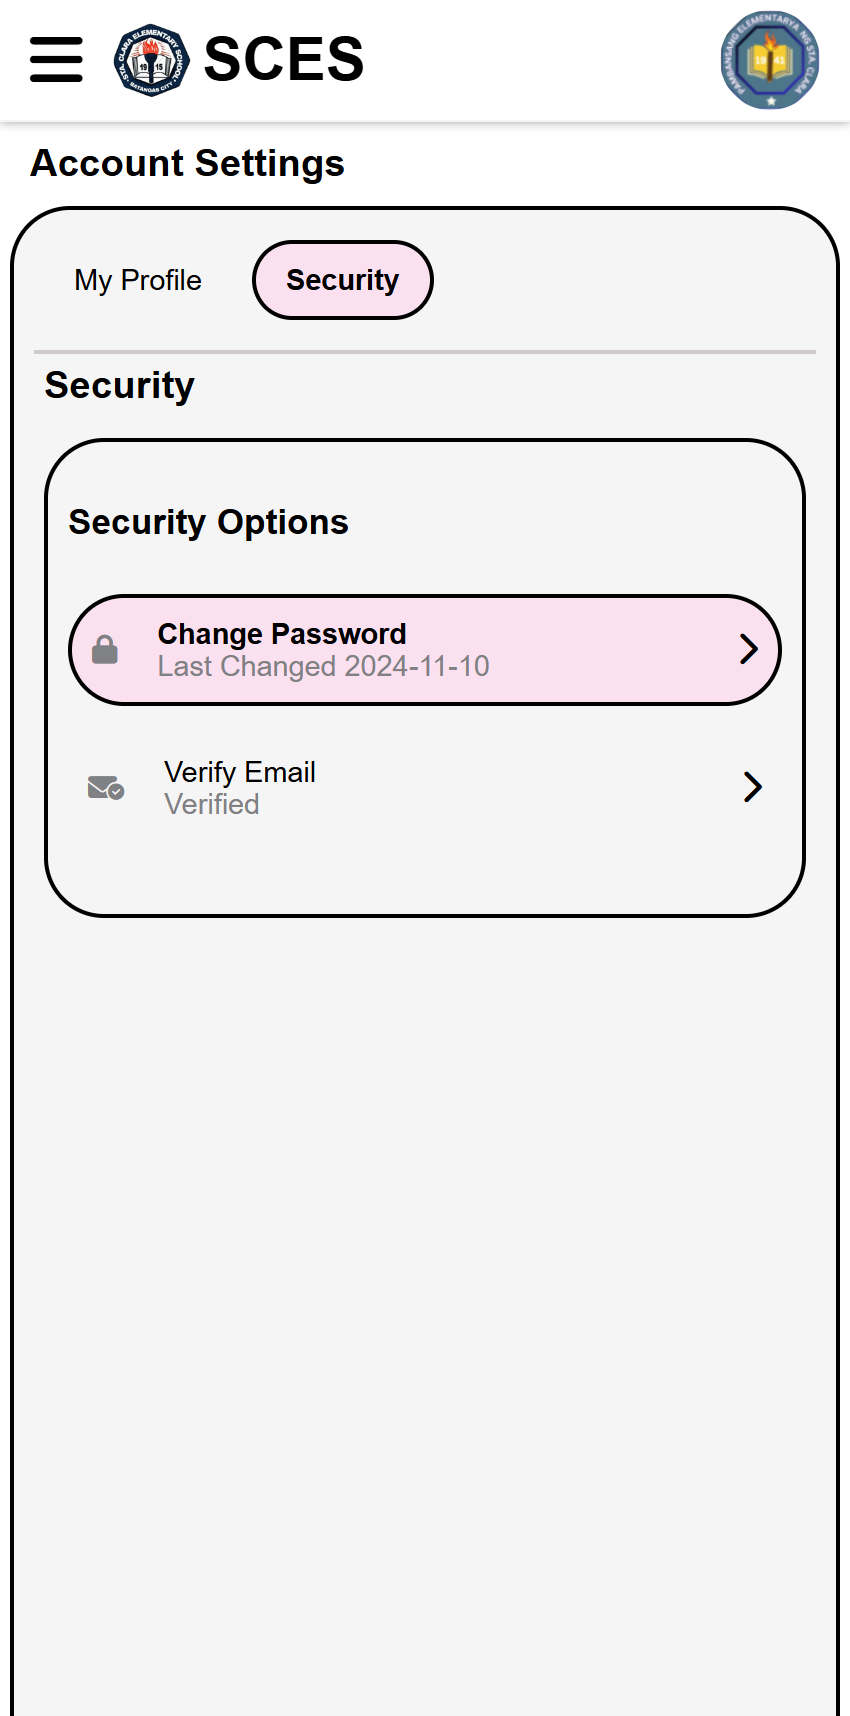 STA. CLARA ELEMENTARY SCHOOL
19 15
BATANGAS CITY
SCES
PAMBANSANG ELEMENTARYA NG STA. CLARA
19 41
Account Settings
My Profile
Security
Security
Security Options
Change Password
Last Changed 2024-11-10
Verify Email
Verified